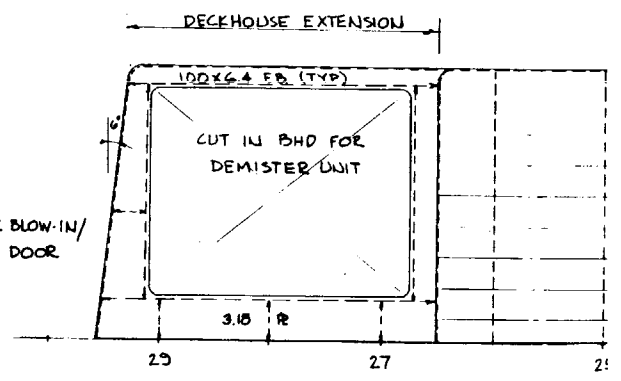 DECKHOUSE EXTENSION
100X6.4 FB (TYP)
6°
CUT IN BHD FOR
DEMISTER UNIT
BLOW-IN/
DOOR
3.18 PL
29
27